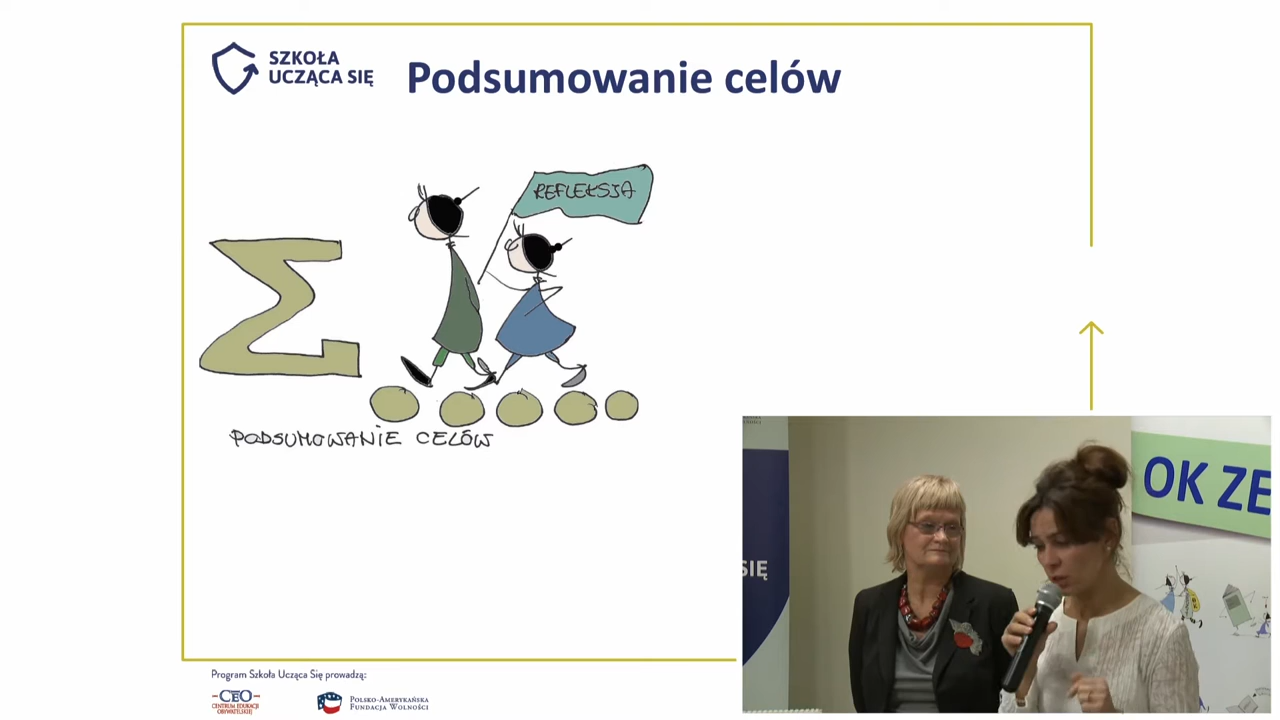 SZKOŁA
UCZĄCA SIĘ
Podsumowanie celów
REFLEKSJA
PODSUMOWANIE CELÓW
OK ZE
SIĘ
Program Szkoła Ucząca Się prowadzą:
CEO
CENTRUM EDUKACJI
OBYWATELSKIEJ
POLSKO-AMERYKAŃSKA
FUNDACJA WOLNOŚCI